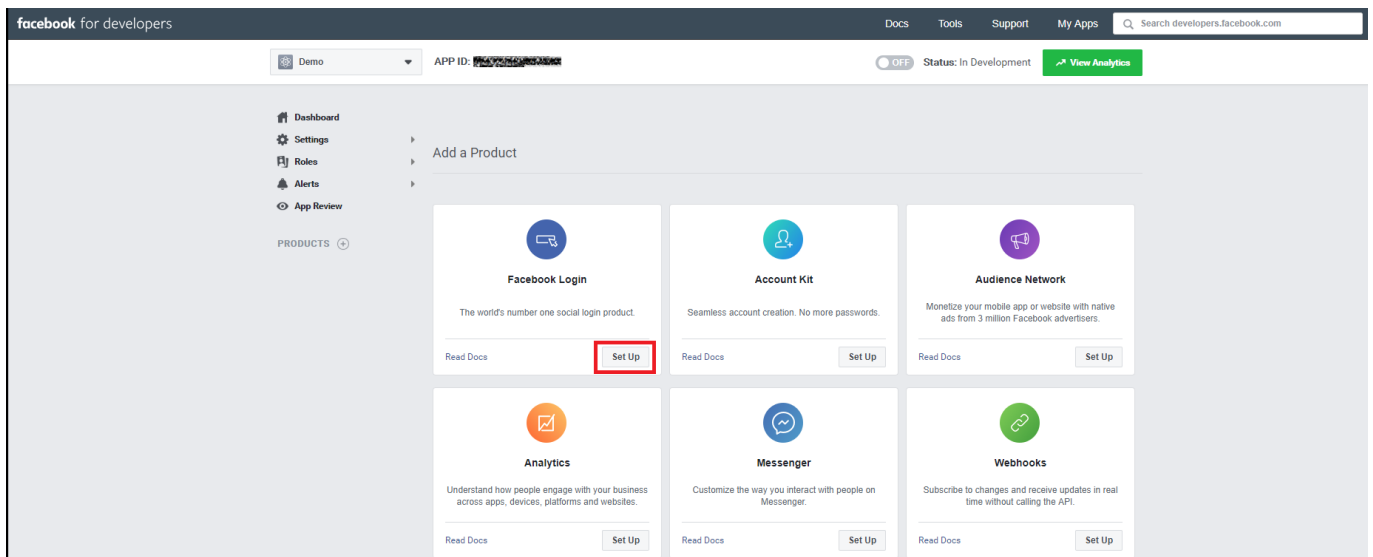 facebook for developers
Docs Tools Support My Apps Search developers.facebook.com
Demo APP ID: OFF Status: In Development View Analytics
Dashboard
Settings
Roles
Alerts
App Review
PRODUCTS
Add a Product
Facebook Login
The world's number one social login product.
Read Docs Set Up
Account Kit
Seamless account creation. No more passwords.
Read Docs Set Up
Audience Network
Monetize your mobile app or website with native
ads from 3 million Facebook advertisers.
Read Docs Set Up
Analytics
Understand how people engage with your business
across apps, devices, platforms and websites.
Read Docs Set Up
Messenger
Customize the way you interact with people on
Messenger.
Read Docs Set Up
Webhooks
Subscribe to changes and receive updates in real
time without calling the API.
Read Docs Set Up